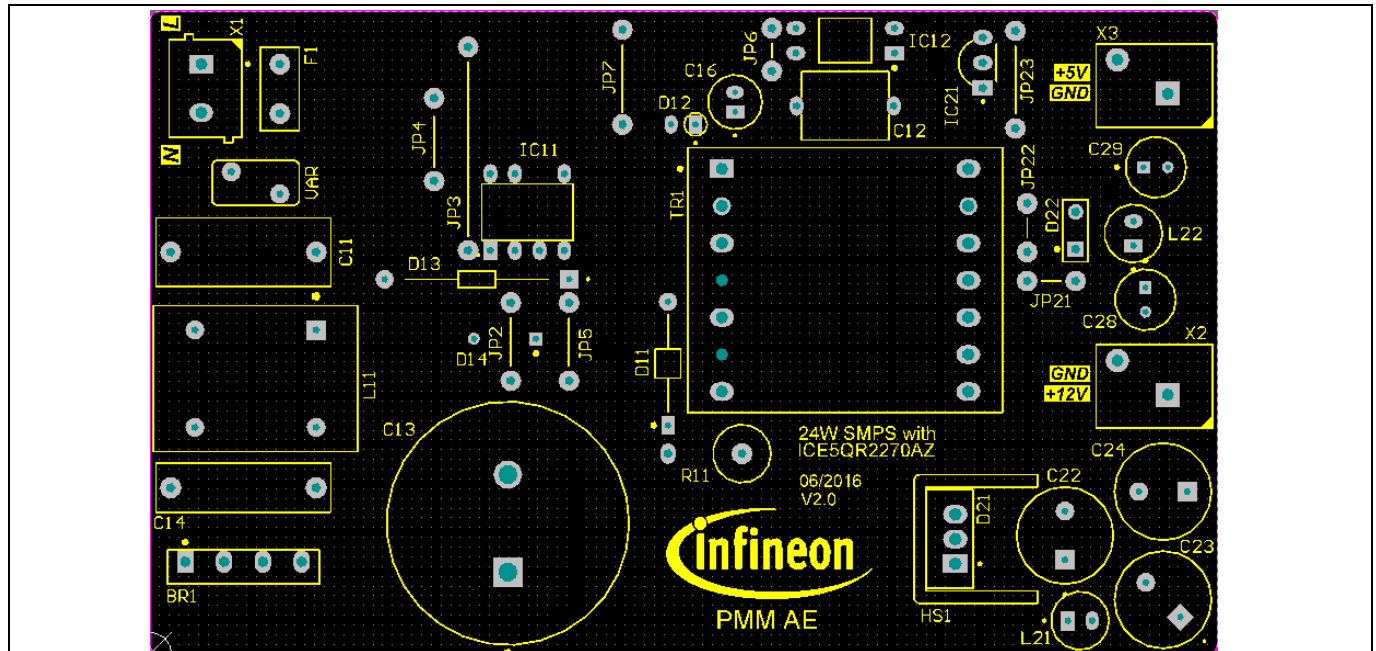 L
X1
F1
N
VAR
C11
L11
C14
BR1
JP4
JP3
IC11
D13
D14
JP2
JP5
C13
JP7
D12
C16
JP6
IC12
C12
IC21
JP23
X3
+5V
GND
C29
TR1
JP22
D22
L22
JP21
C28
X2
GND
+12V
D11
R11
24W SMPS with
ICE5QR2270AZ
06/2016
V2.0
infineon
PMM AE
D21
HS1
C22
C24
C23
L21